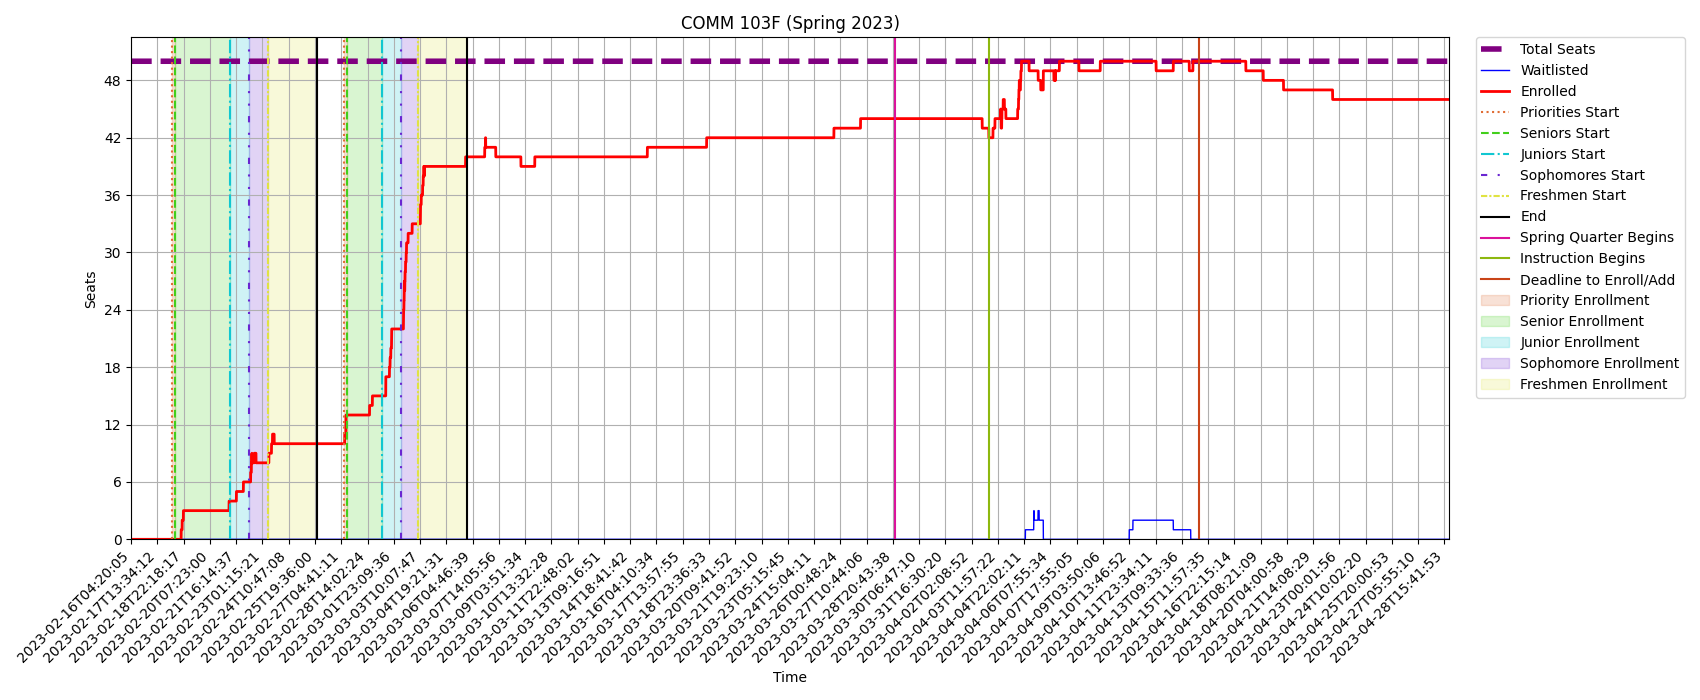 COMM 103F (Spring 2023)
Seats
48
42
36
30
24
18
12
6
0
2023-02-16T04:20:05
2023-02-17T13:34:12
2023-02-18T22:18:17
2023-02-20T07:23:00
2023-02-21T16:14:37
2023-02-23T01:15:21
2023-02-24T10:47:08
2023-02-25T19:36:00
2023-02-27T04:41:11
2023-02-28T14:02:24
2023-03-01T23:09:36
2023-03-03T10:07:47
2023-03-04T19:21:31
2023-03-06T04:46:39
2023-03-07T14:05:56
2023-03-09T03:51:34
2023-03-10T13:32:28
2023-03-11T22:48:02
2023-03-13T09:16:51
2023-03-14T18:41:42
2023-03-16T04:10:34
2023-03-17T13:57:55
2023-03-18T23:36:33
2023-03-20T09:41:52
2023-03-21T19:23:10
2023-03-23T05:15:45
2023-03-24T15:04:11
2023-03-26T00:48:24
2023-03-27T10:44:06
2023-03-28T20:43:38
2023-03-30T06:47:10
2023-03-31T16:30:20
2023-04-02T02:08:52
2023-04-03T11:57:22
2023-04-04T22:02:11
2023-04-06T07:55:34
2023-04-07T17:55:05
2023-04-09T03:50:06
2023-04-10T13:46:52
2023-04-11T23:34:11
2023-04-13T09:33:36
2023-04-15T11:57:35
2023-04-16T22:15:14
2023-04-18T08:21:09
2023-04-20T04:00:58
2023-04-21T14:08:29
2023-04-23T00:01:56
2023-04-24T10:02:20
2023-04-25T20:00:53
2023-04-27T05:55:10
2023-04-28T15:41:53
Time
Total Seats
Waitlisted
Enrolled
Priorities Start
Seniors Start
Juniors Start
Sophomores Start
Freshmen Start
End
Spring Quarter Begins
Instruction Begins
Deadline to Enroll/Add
Priority Enrollment
Senior Enrollment
Junior Enrollment
Sophomore Enrollment
Freshmen Enrollment